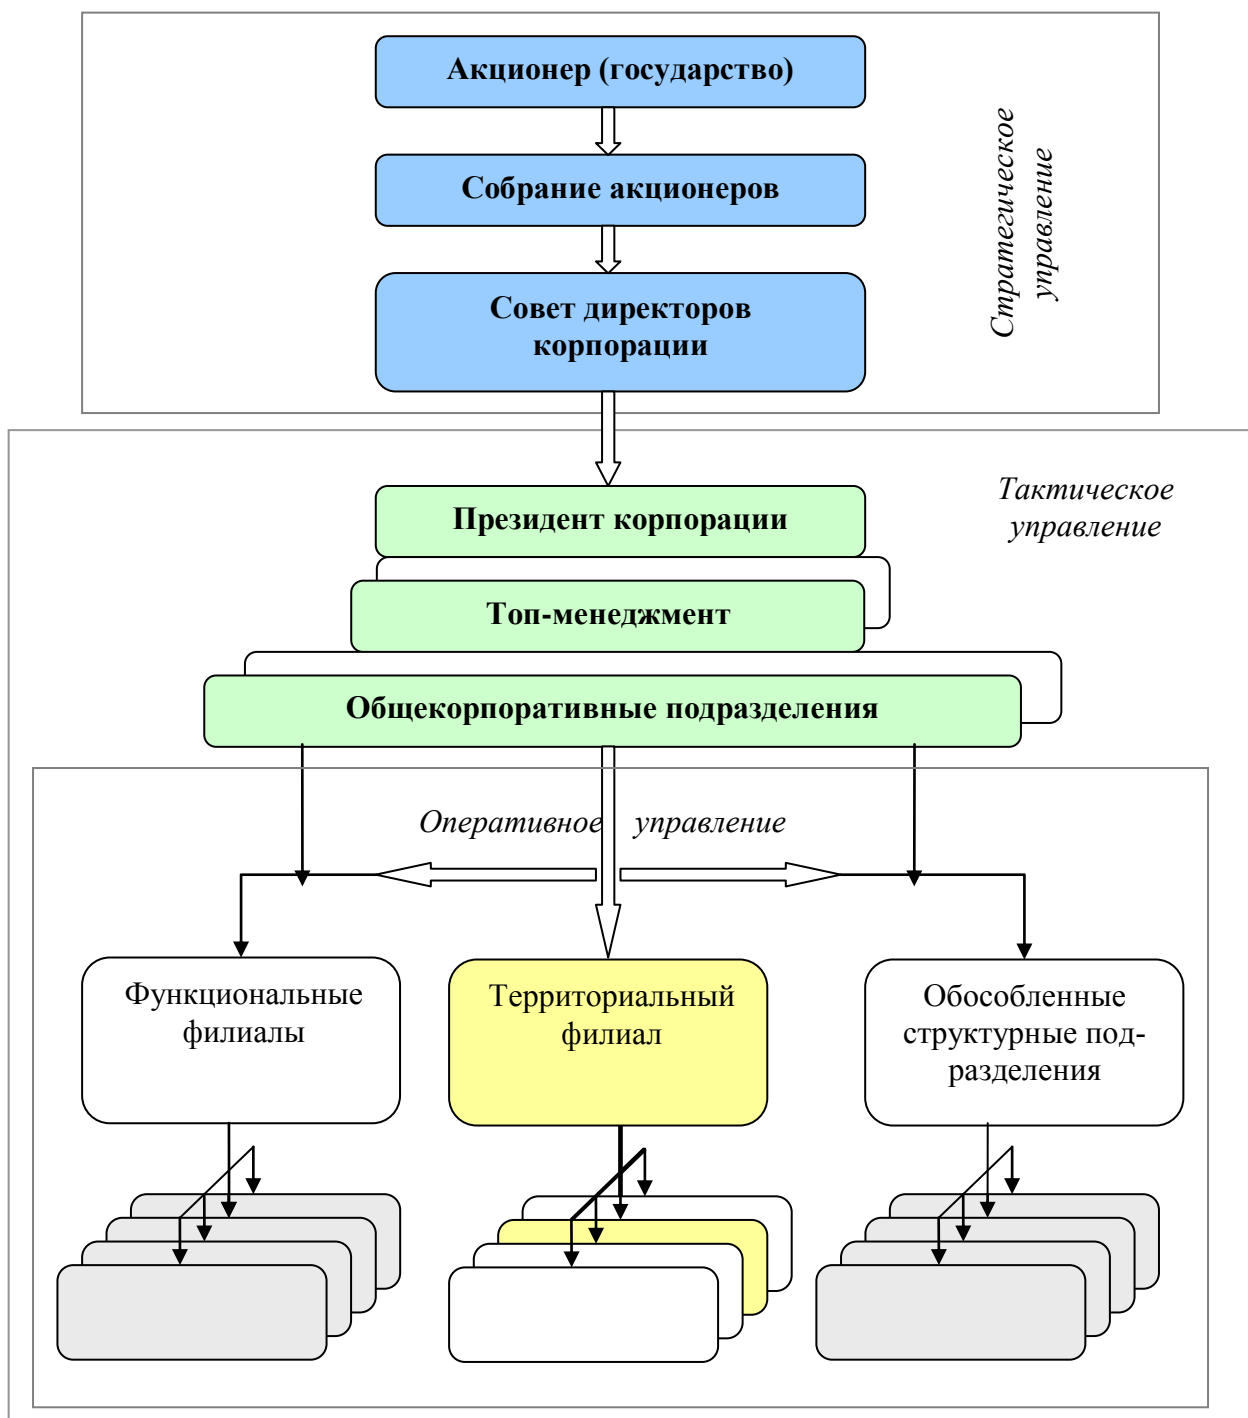 Акционер (государство)
Собрание акционеров
Совет директоров
корпорации
Стратегическое
управление
Тактическое
управление
Президент корпорации
Топ-менеджмент
Общекорпоративные подразделения
Оперативное управление
Функциональные
филиалы
Территориальный
филиал
Обособленные
структурные под-
разделения